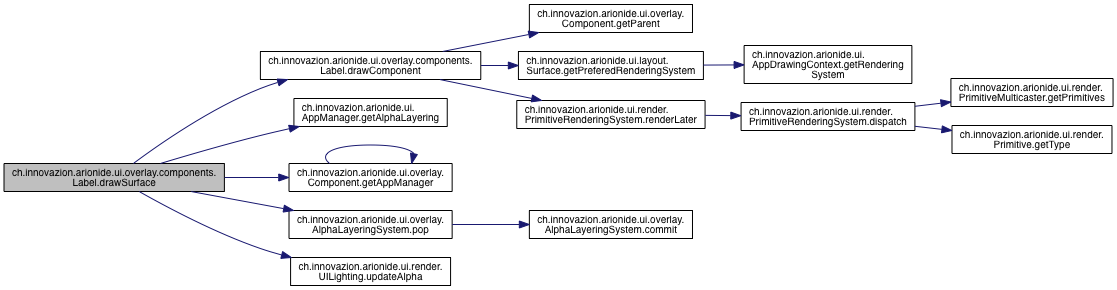 ch.innovazion.arionide.ui.overlay.components.
Label.drawSurface
ch.innovazion.arionide.ui.overlay.components.
Label.drawComponent
ch.innovazion.arionide.ui.
AppManager.getAlphaLayering
ch.innovazion.arionide.ui.overlay.
Component.getAppManager
ch.innovazion.arionide.ui.overlay.
AlphaLayeringSystem.pop
ch.innovazion.arionide.ui.render.
UILighting.updateAlpha
ch.innovazion.arionide.ui.overlay.
Component.getParent
ch.innovazion.arionide.ui.layout.
Surface.getPreferedRenderingSystem
ch.innovazion.arionide.ui.render.
PrimitiveRenderingSystem.renderLater
ch.innovazion.arionide.ui.overlay.
AlphaLayeringSystem.commit
ch.innovazion.arionide.ui.
AppDrawingContext.getRendering
System
ch.innovazion.arionide.ui.render.
PrimitiveRenderingSystem.dispatch
ch.innovazion.arionide.ui.render.
PrimitiveMulticaster.getPrimitives
ch.innovazion.arionide.ui.render.
Primitive.getType